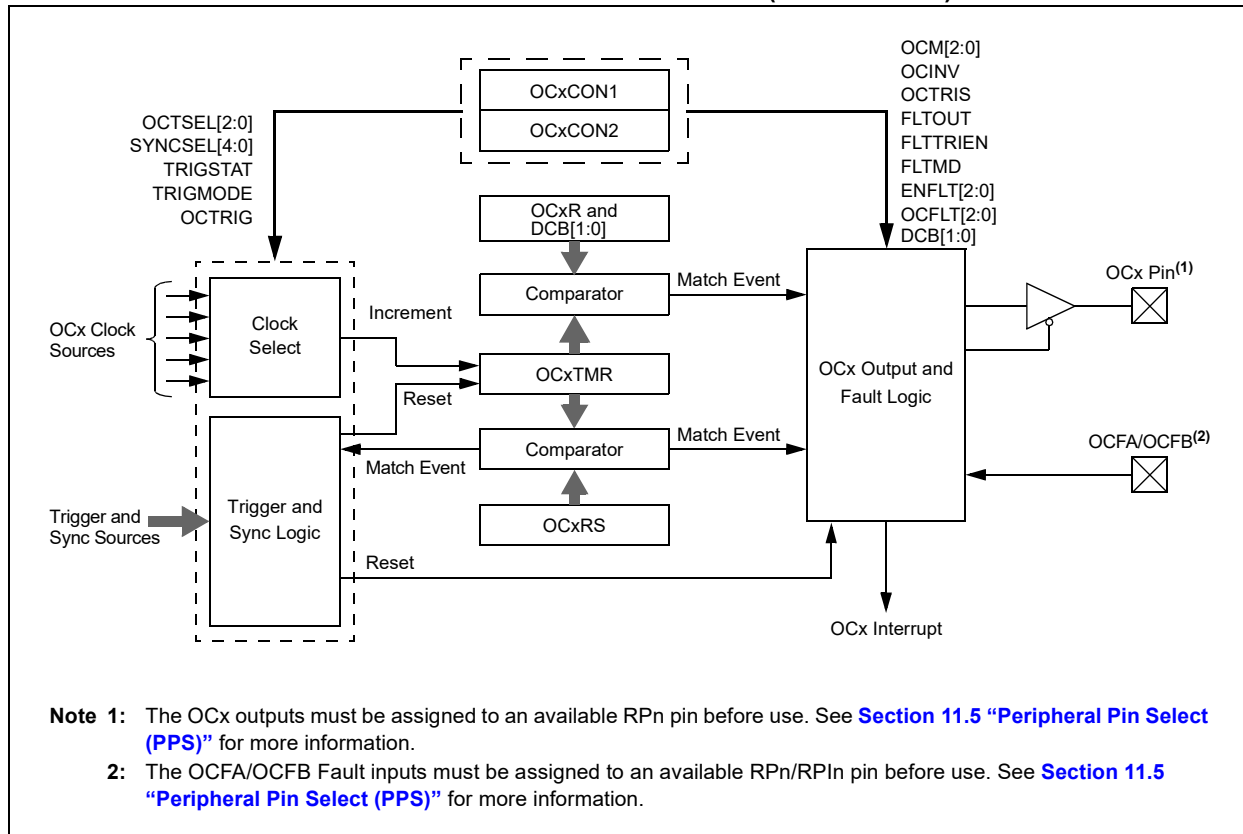 OCxCON1
OCxCON2
OCTSEL[2:0]
SYNCSEL[4:0]
TRIGSTAT
TRIGMODE
OCTRIG
OCM[2:0]
OCINV
OCTRIS
FLTOUT
FLTTRIEN
FLTMD
ENFLT[2:0]
OCFLT[2:0]
DCB[1:0]
OCxR and
DCB[1:0]
Comparator
Match Event
OCx Pin(1)
OCx Clock
Sources
Clock
Select
Increment
OCxTMR
Reset
OCx Output and
Fault Logic
Comparator
Match Event
Match Event
OCFA/OCFB(2)
Trigger and
Sync Sources
Trigger and
Sync Logic
OCxRS
Reset
OCx Interrupt
Note 1: The OCx outputs must be assigned to an available RPn pin before use. See Section 11.5 “Peripheral Pin Select
(PPS)” for more information.
2: The OCFA/OCFB Fault inputs must be assigned to an available RPn/RPIn pin before use. See Section 11.5
“Peripheral Pin Select (PPS)” for more information.